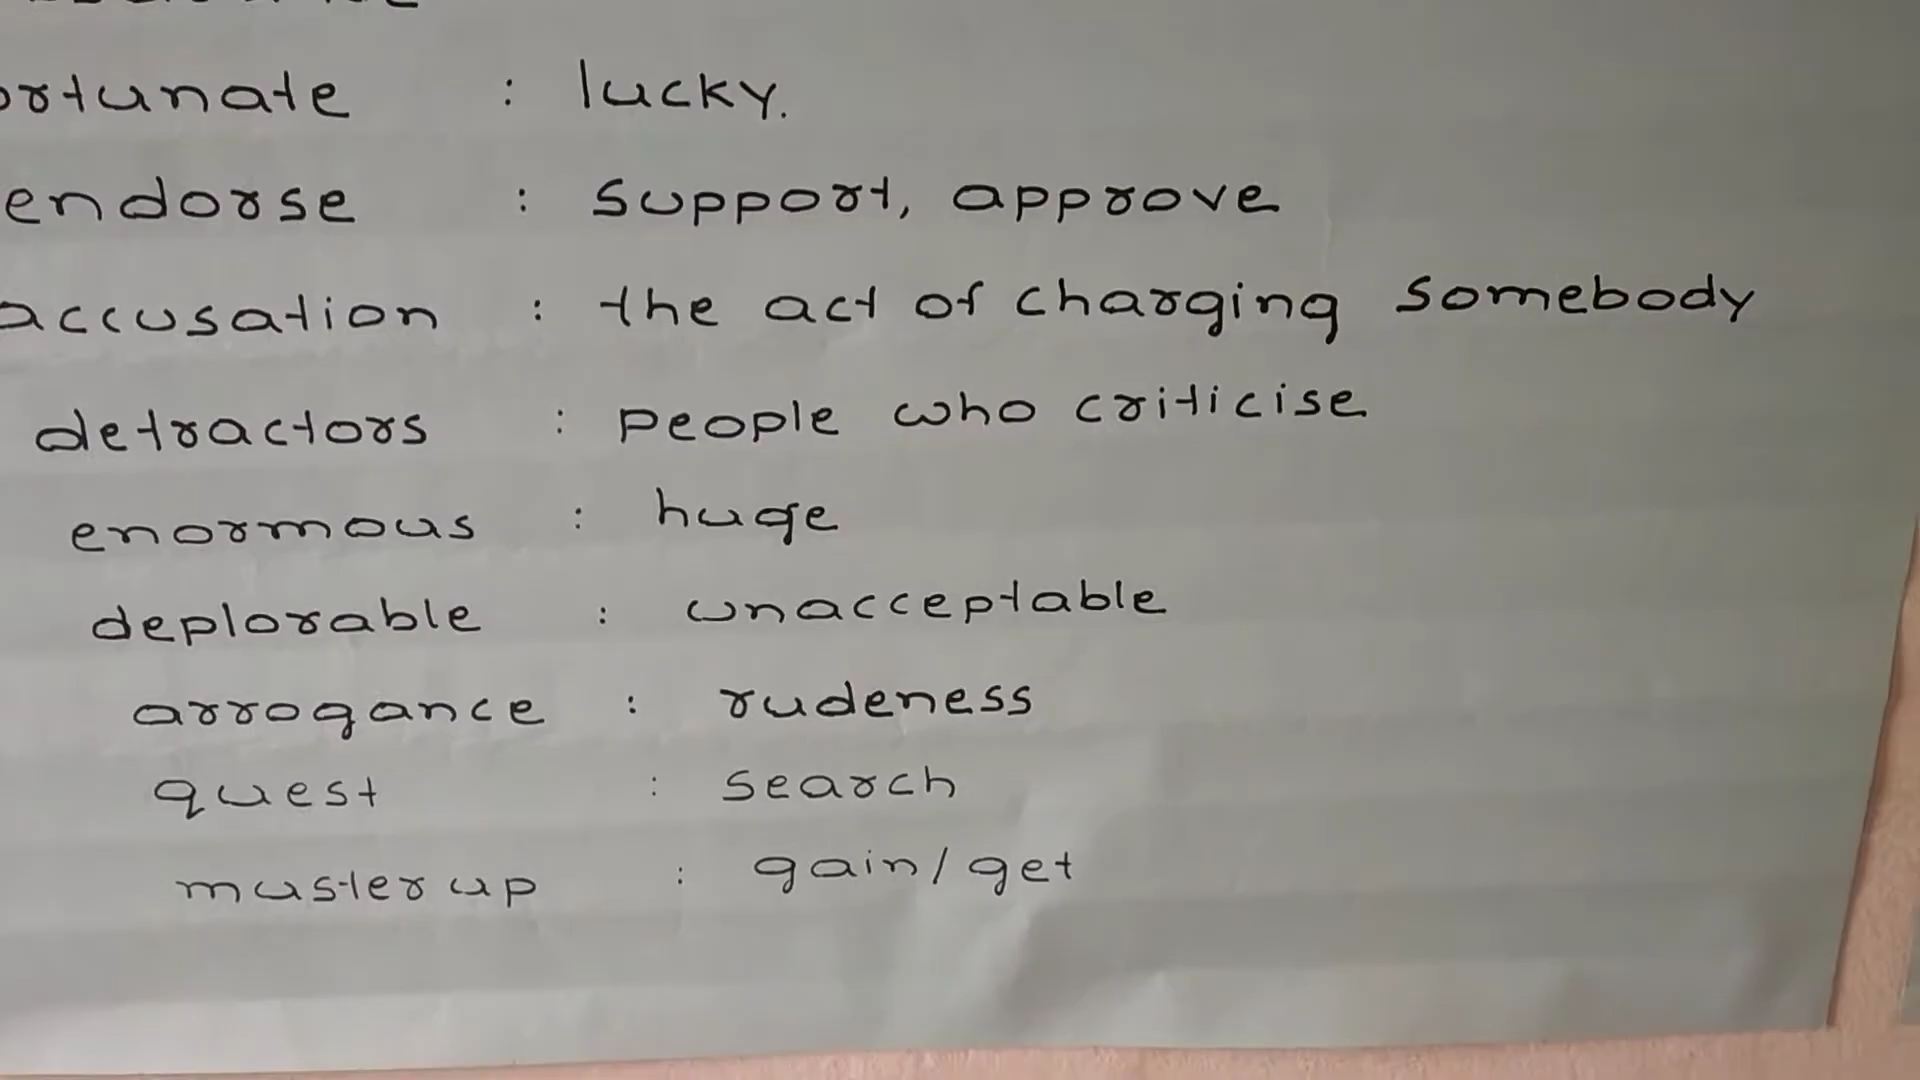 ortunate : lucky.
endorse : support, approve
accusation : the act of charging somebody
detractors : people who criticise
enormous : huge
deplorable : unacceptable
arrogance : rudeness
quest : search
muster up : gain/get